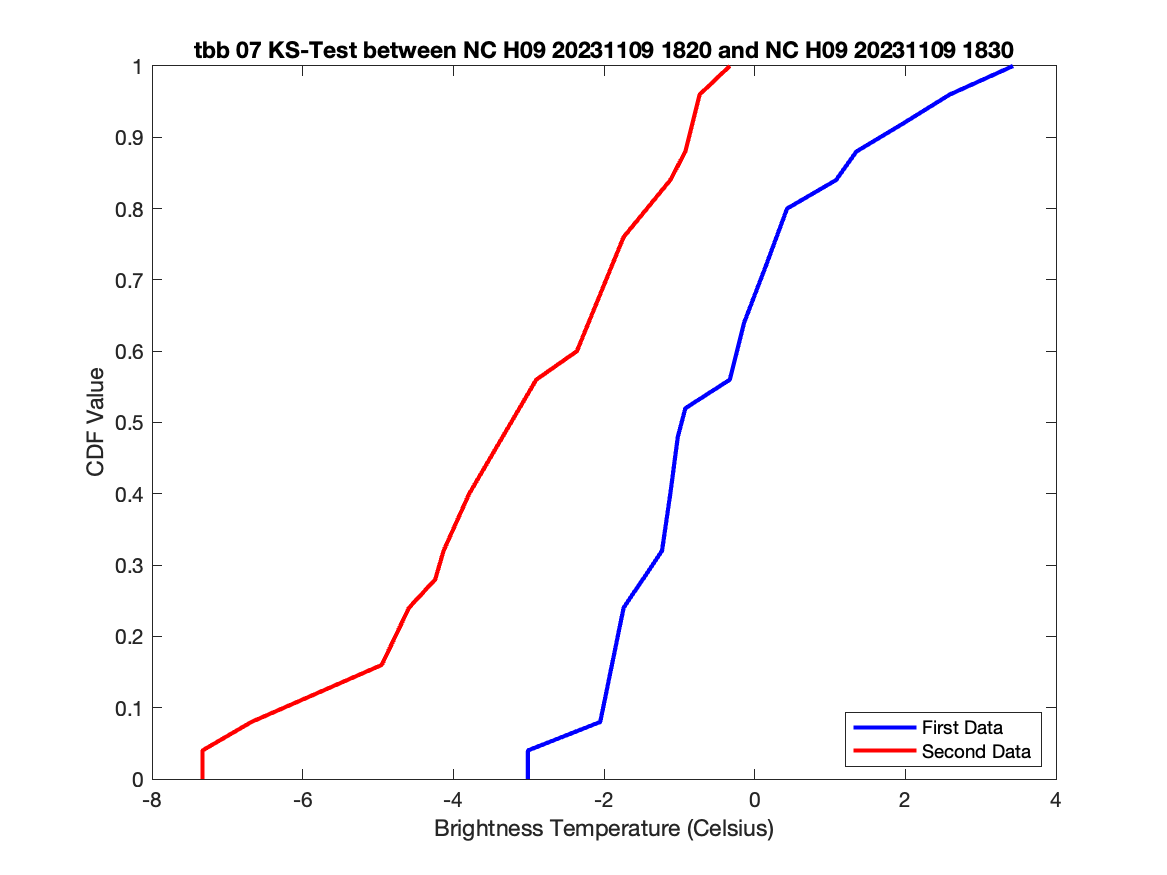 tbb 07 KS-Test between NC H09 20231109 1820 and NC H09 20231109 1830
1
0.9
0.8
0.7
0.6
0.5
0.4
0.3
0.2
0.1
0
CDF Value
First Data
Second Data
-8 -6 -4 -2 0 2 4
Brightness Temperature (Celsius)